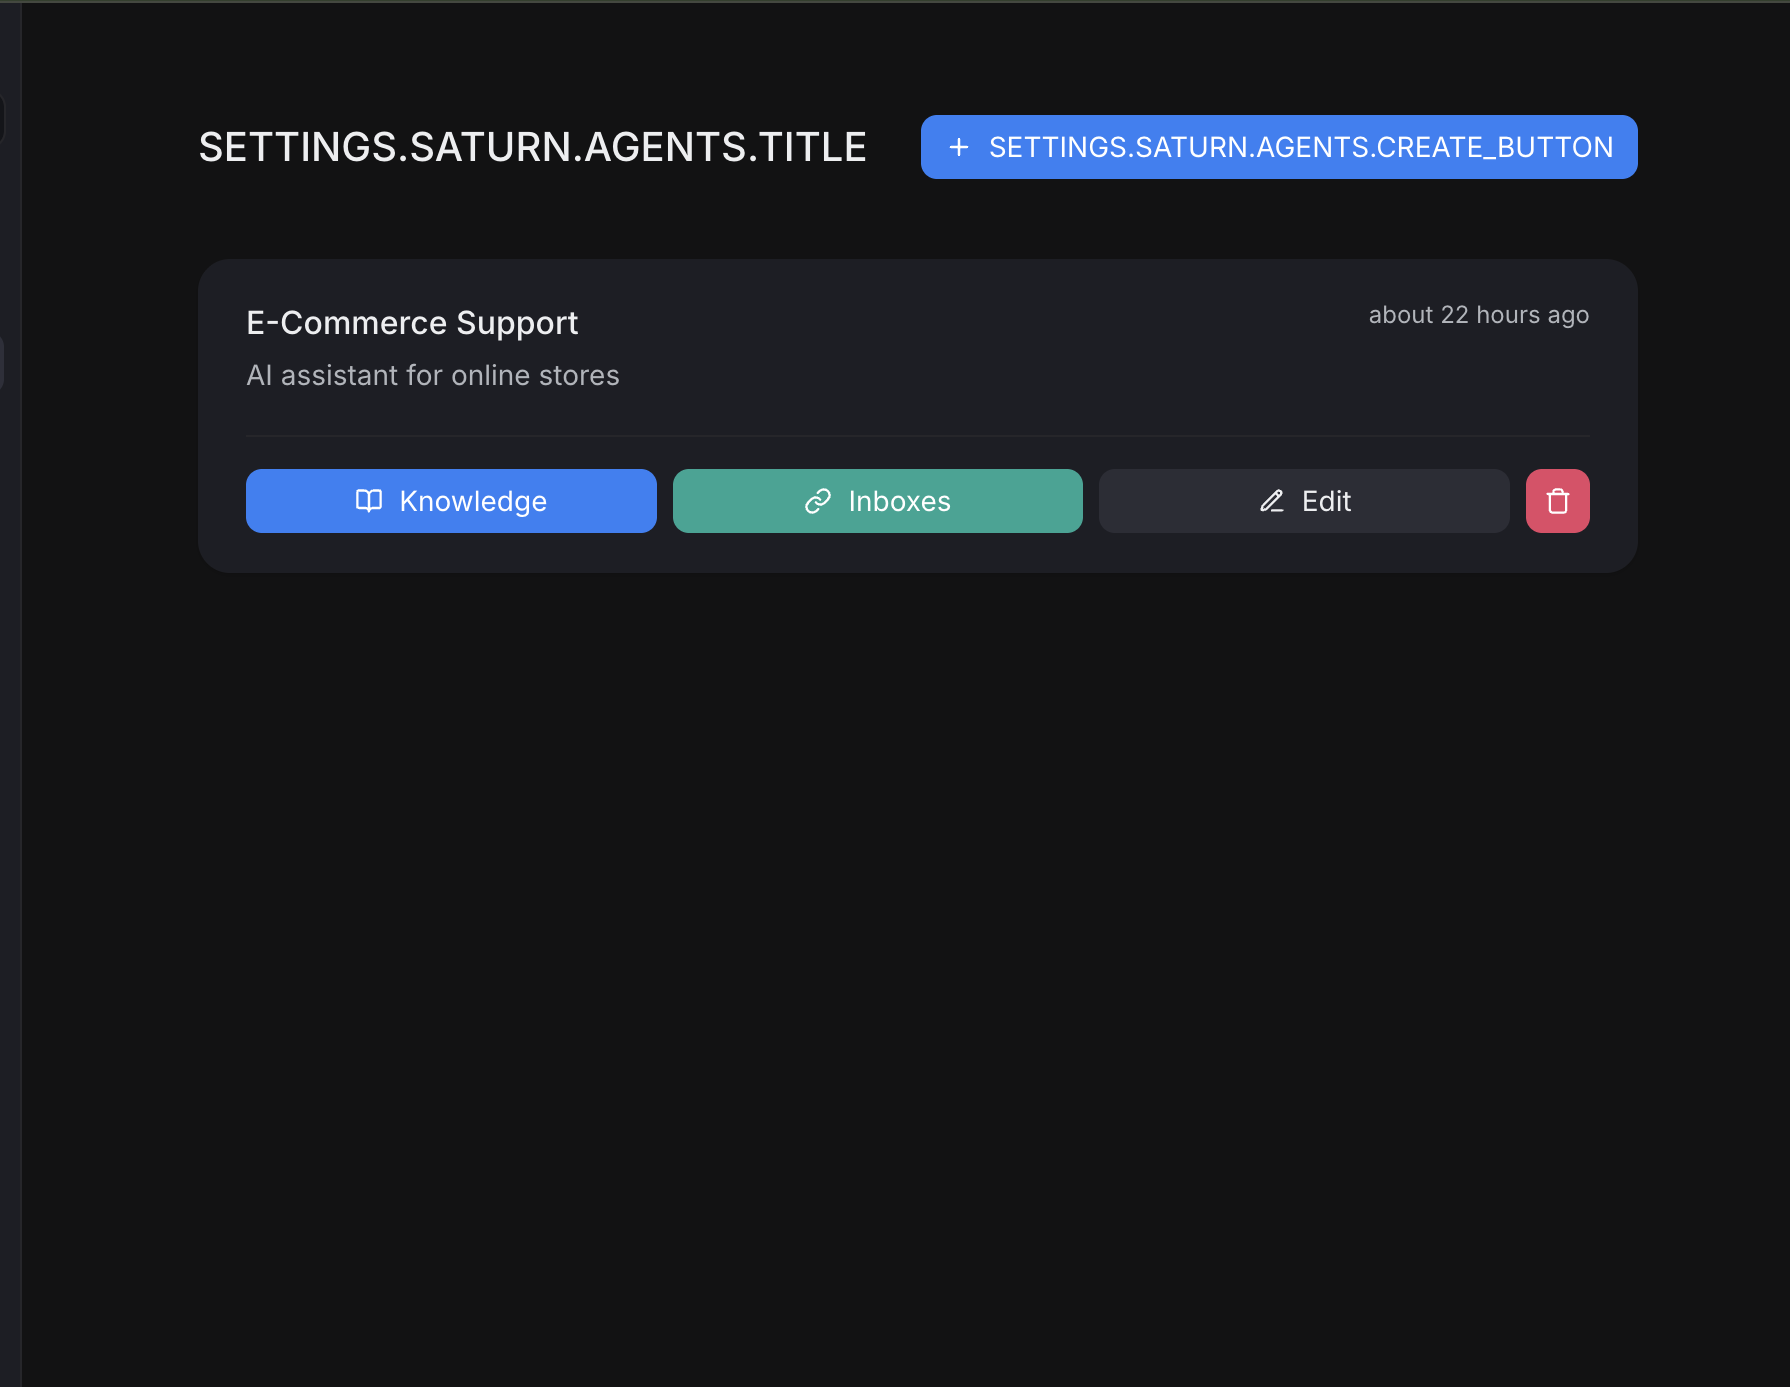 SETTINGS.SATURN.AGENTS.TITLE
SETTINGS.SATURN.AGENTS.CREATE_BUTTON
E-Commerce Support
about 22 hours ago
AI assistant for online stores
Knowledge
Inboxes
Edit